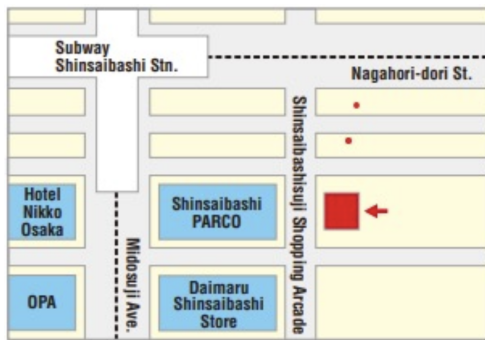 Subway
Shinsaibashi Stn.
Nagahori-dori St.
Shinsaibashisuji Shopping Arcade
Hotel
Nikko
Osaka
Shinsaibashi
PARCO
Midosuji Ave.
OPA
Daimaru
Shinsaibashi
Store